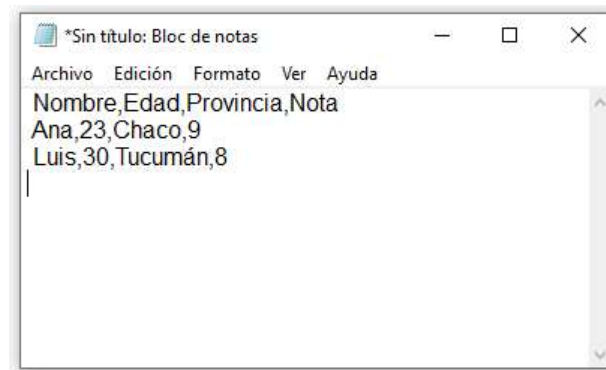 *Sin título: Bloc de notas
Archivo Edición Formato Ver Ayuda
Nombre,Edad,Provincia,Nota
Ana,23,Chaco,9
Luis,30,Tucumán,8